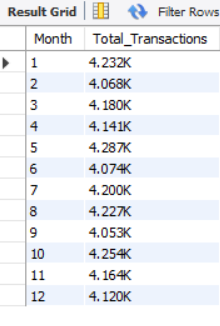 Result Grid Filter Rows
Month Total_Transactions
1 4.232K
2 4.068K
3 4.180K
4 4.141K
5 4.287K
6 4.074K
7 4.200K
8 4.227K
9 4.053K
10 4.254K
11 4.164K
12 4.120K